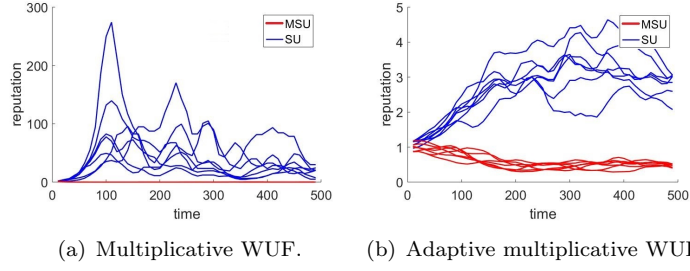 300
200
100
0
0 100 200 300 400 500
reputation
time
MSU
SU
(a) Multiplicative WUF.
5
4
3
2
1
0
0 100 200 300 400 500
reputation
time
MSU
SU
(b) Adaptive multiplicative WUF